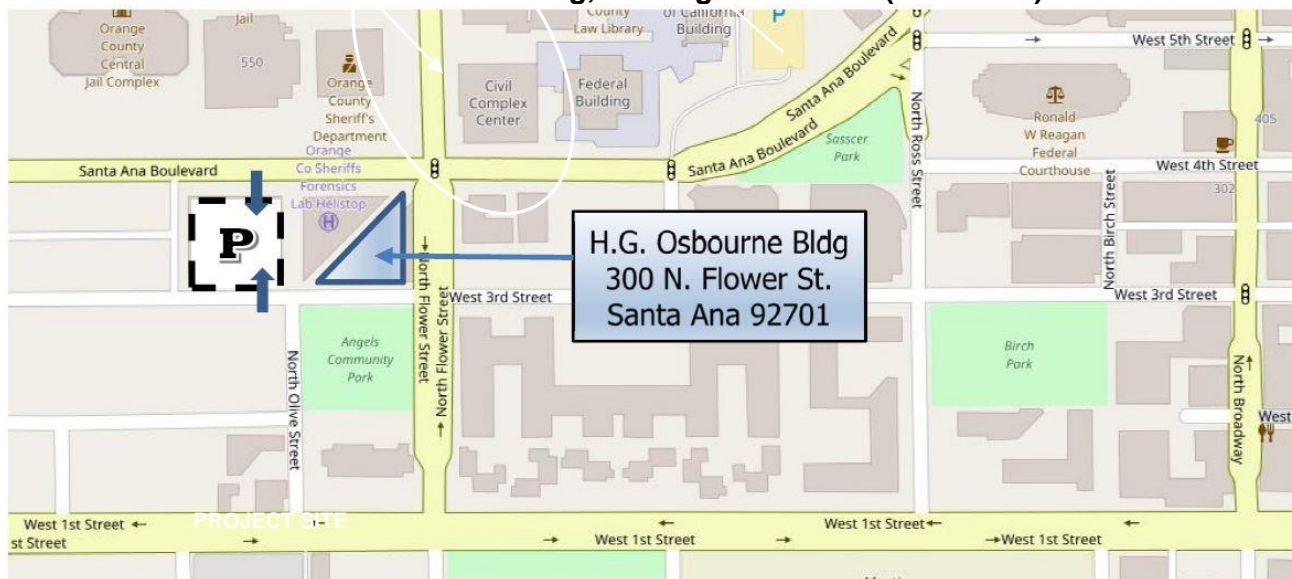 Jail
Orange
County
Central
Jail Complex
550
Orange
County
Sheriff's
Department
Civil
Complex
Center
County
Law Library
Federal
Building
of California
Building
P
Santa Ana Boulevard
West 5th Street
North Ross Street
Ronald
W Reagan
Federal
Courthouse
405
Sasscer
Park
Santa Ana Boulevard
Orange
Co Sheriffs
Forensics
Lab Helistop
H
Santa Ana Boulevard
West 4th Street
302
North Birch Street
P
H.G. Osbourne Bldg
300 N. Flower St.
Santa Ana 92701
North Flower Street
North Flower Street
West 3rd Street
West 3rd Street
Angels
Community
Park
Birch
Park
North Olive Street
North Broadway
West
West 1st Street
PROJECT SITE
West 1st Street
st Street
West 1st Street
West 1st Street